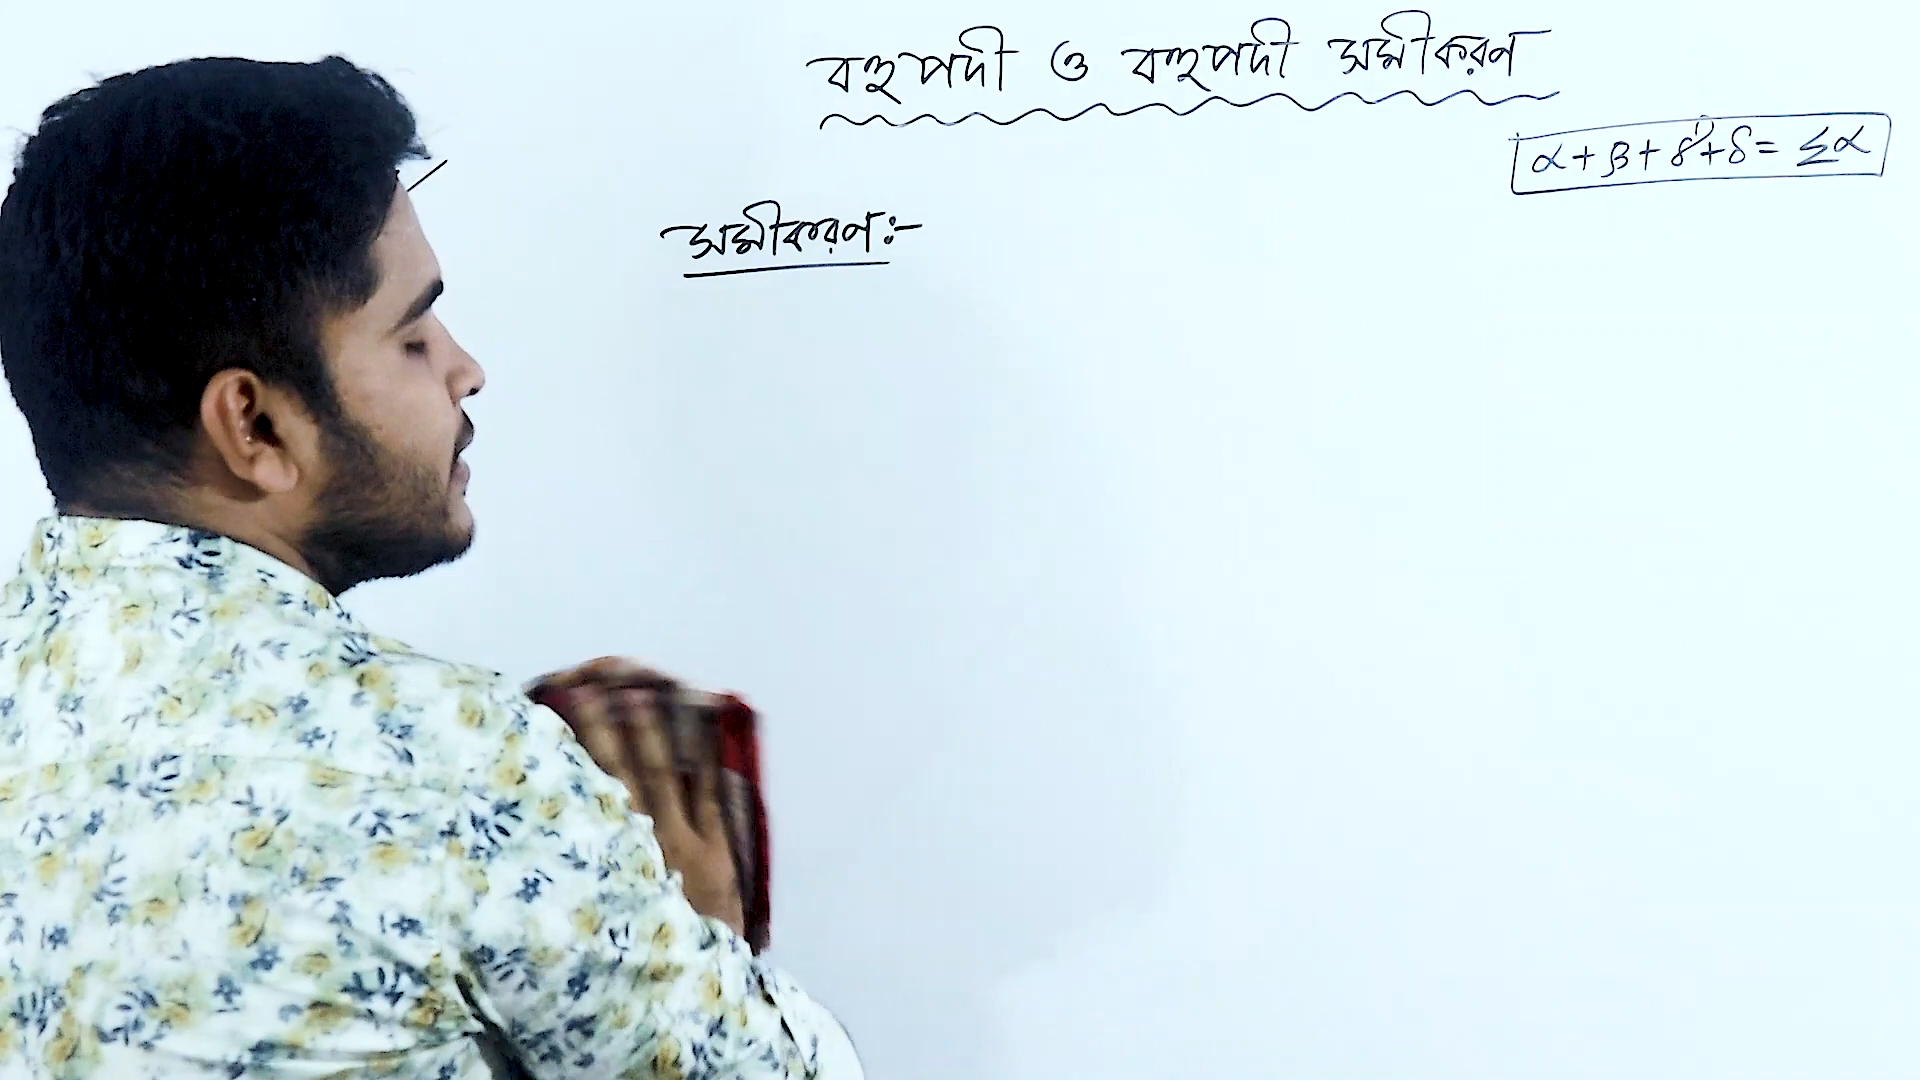 বহুপদী ও বহুপদী সমীকরণ
α + β + γ + δ = Σα
সমীকরণ :-